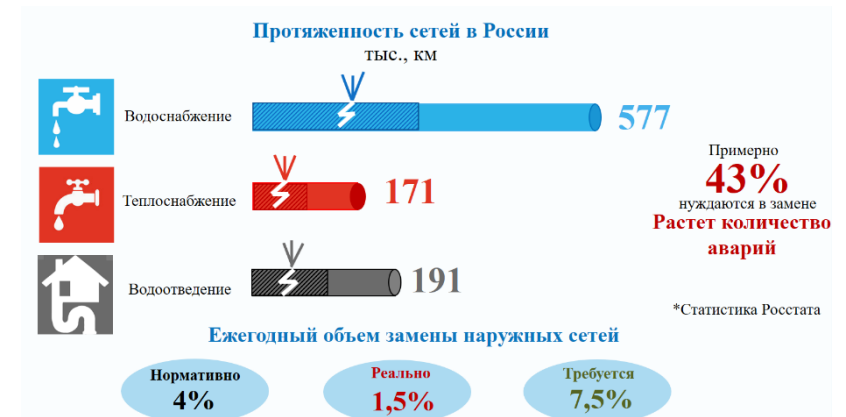 Протяженность сетей в России
тыс., км
Водоснабжение
577
Теплоснабжение
171
Водоотведение
191
Примерно
43%
нуждаются в замене
Растет количество
аварий
*Статистика Росстата
Ежегодный объем замены наружных сетей
Нормативно
4%
Реально
1,5%
Требуется
7,5%